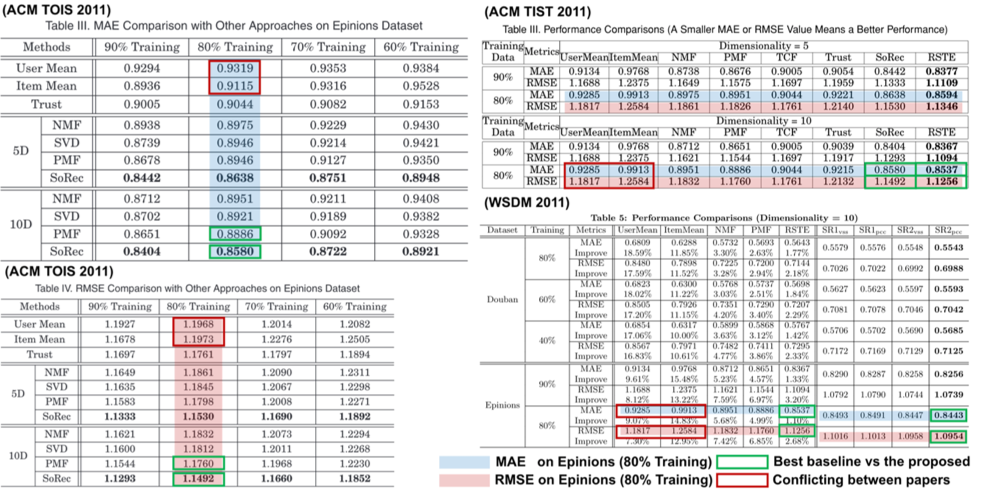 (ACM TOIS 2011)
Table III. MAE Comparison with Other Approaches on Epinions Dataset
Methods 90% Training 80% Training 70% Training 60% Training
User Mean 0.9294 0.9319 0.9353 0.9384
Item Mean 0.8936 0.9115 0.9316 0.9528
Trust 0.9005 0.9044 0.9082 0.9153
5D
NMF 0.8938 0.8975 0.9229 0.9430
SVD 0.8739 0.8946 0.9214 0.9421
PMF 0.8678 0.8946 0.9127 0.9350
SoRec 0.8442 0.8638 0.8751 0.8948
10D
NMF 0.8712 0.8951 0.9211 0.9408
SVD 0.8702 0.8921 0.9189 0.9382
PMF 0.8651 0.8886 0.9092 0.9328
SoRec 0.8404 0.8580 0.8722 0.8921
(ACM TOIS 2011)
Table IV. RMSE Comparison with Other Approaches on Epinions Dataset
Methods 90% Training 80% Training 70% Training 60% Training
User Mean 1.1927 1.1968 1.2014 1.2082
Item Mean 1.1678 1.1973 1.2276 1.2505
Trust 1.1697 1.1761 1.1797 1.1894
5D
NMF 1.1649 1.1861 1.2090 1.2311
SVD 1.1635 1.1845 1.2067 1.2298
PMF 1.1583 1.1798 1.2008 1.2271
SoRec 1.1333 1.1530 1.1690 1.1892
10D
NMF 1.1621 1.1832 1.2073 1.2294
SVD 1.1600 1.1812 1.2011 1.2268
PMF 1.1544 1.1760 1.1968 1.2230
SoRec 1.1293 1.1492 1.1660 1.1852
(ACM TIST 2011)
Table III. Performance Comparisons (A Smaller MAE or RMSE Value Means a Better Performance)
Training Data Metrics Dimensionality = 5
UserMean ItemMean NMF PMF TCF Trust SoRec RSTE
90% MAE 0.9134 0.9768 0.8738 0.8676 0.9005 0.9054 0.8442 0.8377
RMSE 1.1688 1.2375 1.1649 1.1575 1.1697 1.1959 1.1333 1.1109
80% MAE 0.9285 0.9913 0.8975 0.8951 0.9044 0.9221 0.8638 0.8594
RMSE 1.1817 1.2584 1.1861 1.1826 1.1761 1.2140 1.1530 1.1346
Training Data Metrics Dimensionality = 10
UserMean ItemMean NMF PMF TCF Trust SoRec RSTE
90% MAE 0.9134 0.9768 0.8712 0.8651 0.9005 0.9039 0.8404 0.8367
RMSE 1.1688 1.2375 1.1621 1.1544 1.1697 1.1917 1.1293 1.1094
80% MAE 0.9285 0.9913 0.8951 0.8886 0.9044 0.9215 0.8580 0.8537
RMSE 1.1817 1.2584 1.1832 1.1760 1.1761 1.2132 1.1492 1.1256
(WSDM 2011)
Table 5: Performance Comparisons (Dimensionality = 10)
Dataset Training Metrics UserMean ItemMean NMF PMF RSTE SR1vss SR1pcc SR2vss SR2pcc
Douban
80%
MAE 0.6809 0.6288 0.5732 0.5693 0.5643 0.5579 0.5576 0.5548 0.5543
Improve 18.59% 11.85% 3.30% 2.63% 1.77%
RMSE 0.8480 0.7898 0.7225 0.7200 0.7144 0.7026 0.7022 0.6992 0.6988
Improve 17.59% 11.52% 3.28% 2.94% 2.18%
60%
MAE 0.6823 0.6300 0.5768 0.5737 0.5698 0.5627 0.5623 0.5597 0.5593
Improve 18.02% 11.22% 3.03% 2.51% 1.84%
RMSE 0.8505 0.7926 0.7351 0.7290 0.7207 0.7081 0.7078 0.7046 0.7042
Improve 17.20% 11.15% 4.20% 3.40% 2.29%
40%
MAE 0.6854 0.6317 0.5899 0.5868 0.5767 0.5706 0.5702 0.5690 0.5685
Improve 17.06% 10.00% 3.63% 3.12% 1.42%
RMSE 0.8567 0.7971 0.7482 0.7411 0.7295 0.7172 0.7169 0.7129 0.7125
Improve 16.83% 10.61% 4.77% 3.86% 2.33%
Epinions
90%
MAE 0.9134 0.9768 0.8712 0.8651 0.8367 0.8290 0.8287 0.8258 0.8256
Improve 9.61% 15.48% 5.23% 4.57% 1.33%
RMSE 1.1688 1.2375 1.1621 1.1544 1.1094 1.0792 1.0790 1.0744 1.0739
Improve 8.12% 13.22% 7.59% 6.97% 3.20%
80%
MAE 0.9285 0.9913 0.8951 0.8886 0.8537 0.8493 0.8491 0.8447 0.8443
Improve 9.07% 14.83% 5.68% 4.99% 1.10%
RMSE 1.1817 1.2584 1.1832 1.1760 1.1256 1.1016 1.1013 1.0958 1.0954
Improve 7.30% 12.95% 7.42% 6.85% 2.68%
MAE on Epinions (80% Training) Best baseline vs the proposed
RMSE on Epinions (80% Training) Conflicting between papers